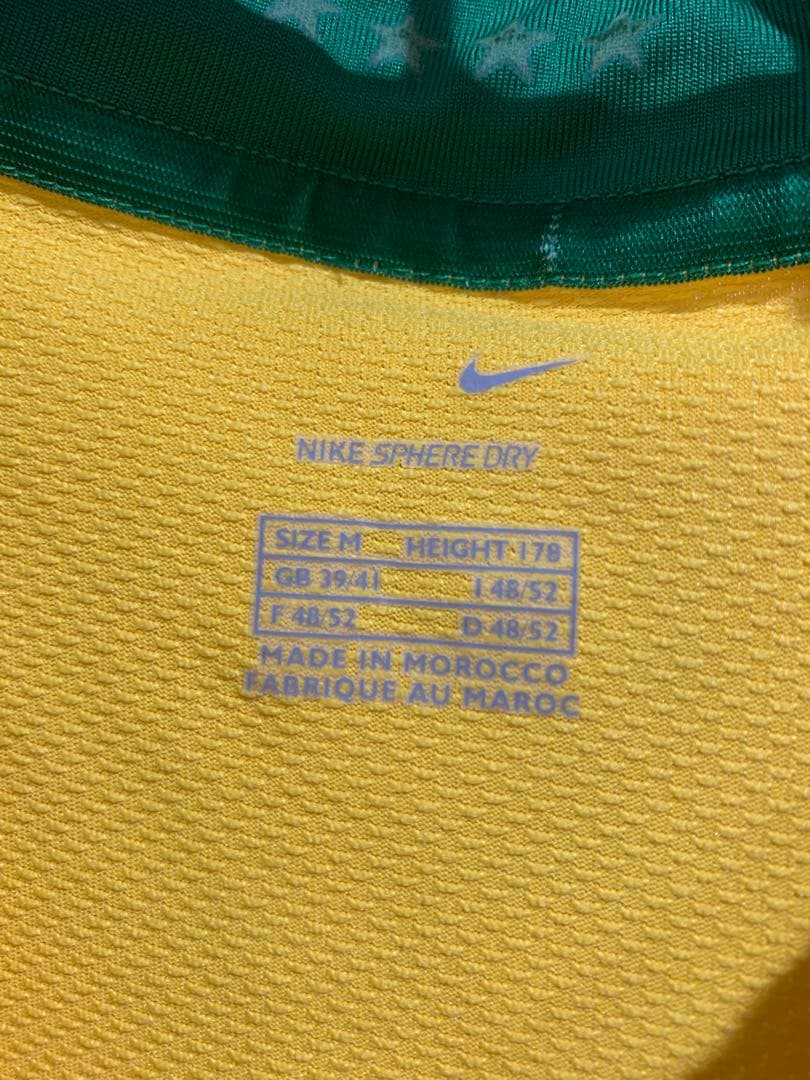 NIKE SPHERE DRY
SIZE M HEIGHT 178
GB 39/41 I 48/52
F 48/52 D 48/52
MADE IN MOROCCO
FABRIQUE AU MAROC